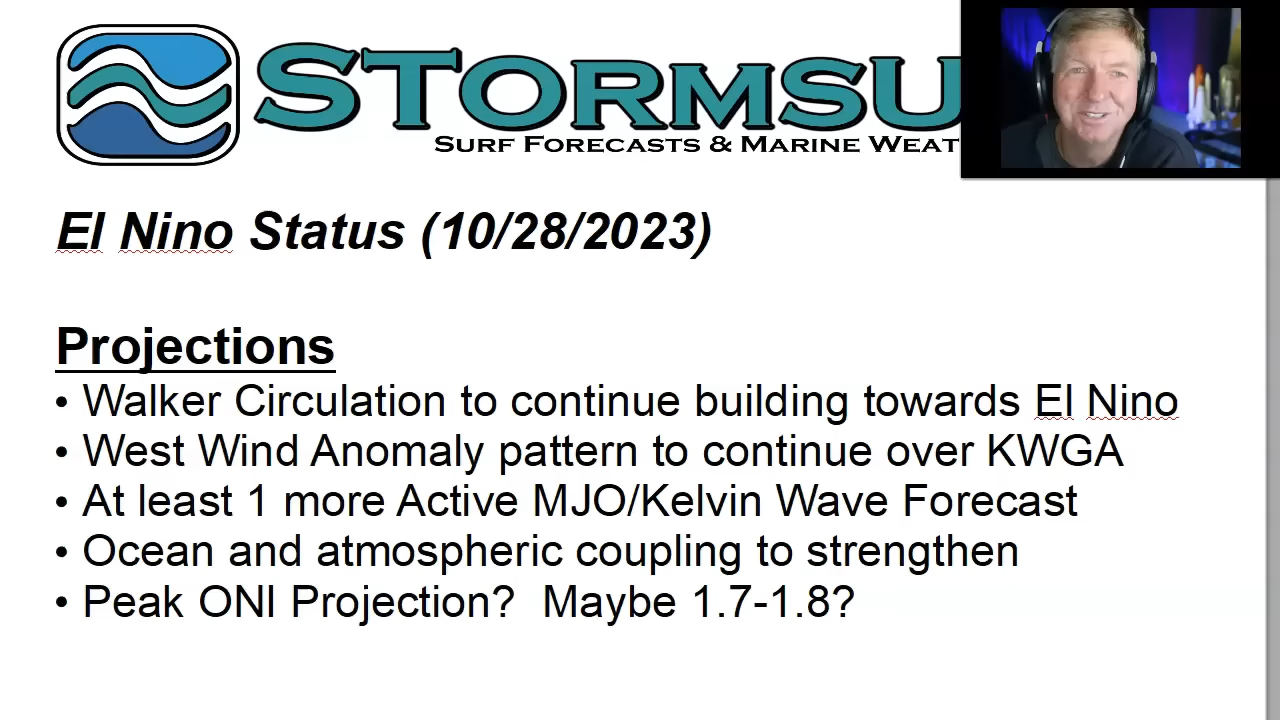 STORMSU
SURF FORECASTS & MARINE WEAT
El Nino Status (10/28/2023)
Projections
• Walker Circulation to continue building towards El Nino
• West Wind Anomaly pattern to continue over KWGA
• At least 1 more Active MJO/Kelvin Wave Forecast
• Ocean and atmospheric coupling to strengthen
• Peak ONI Projection?  Maybe 1.7-1.8?